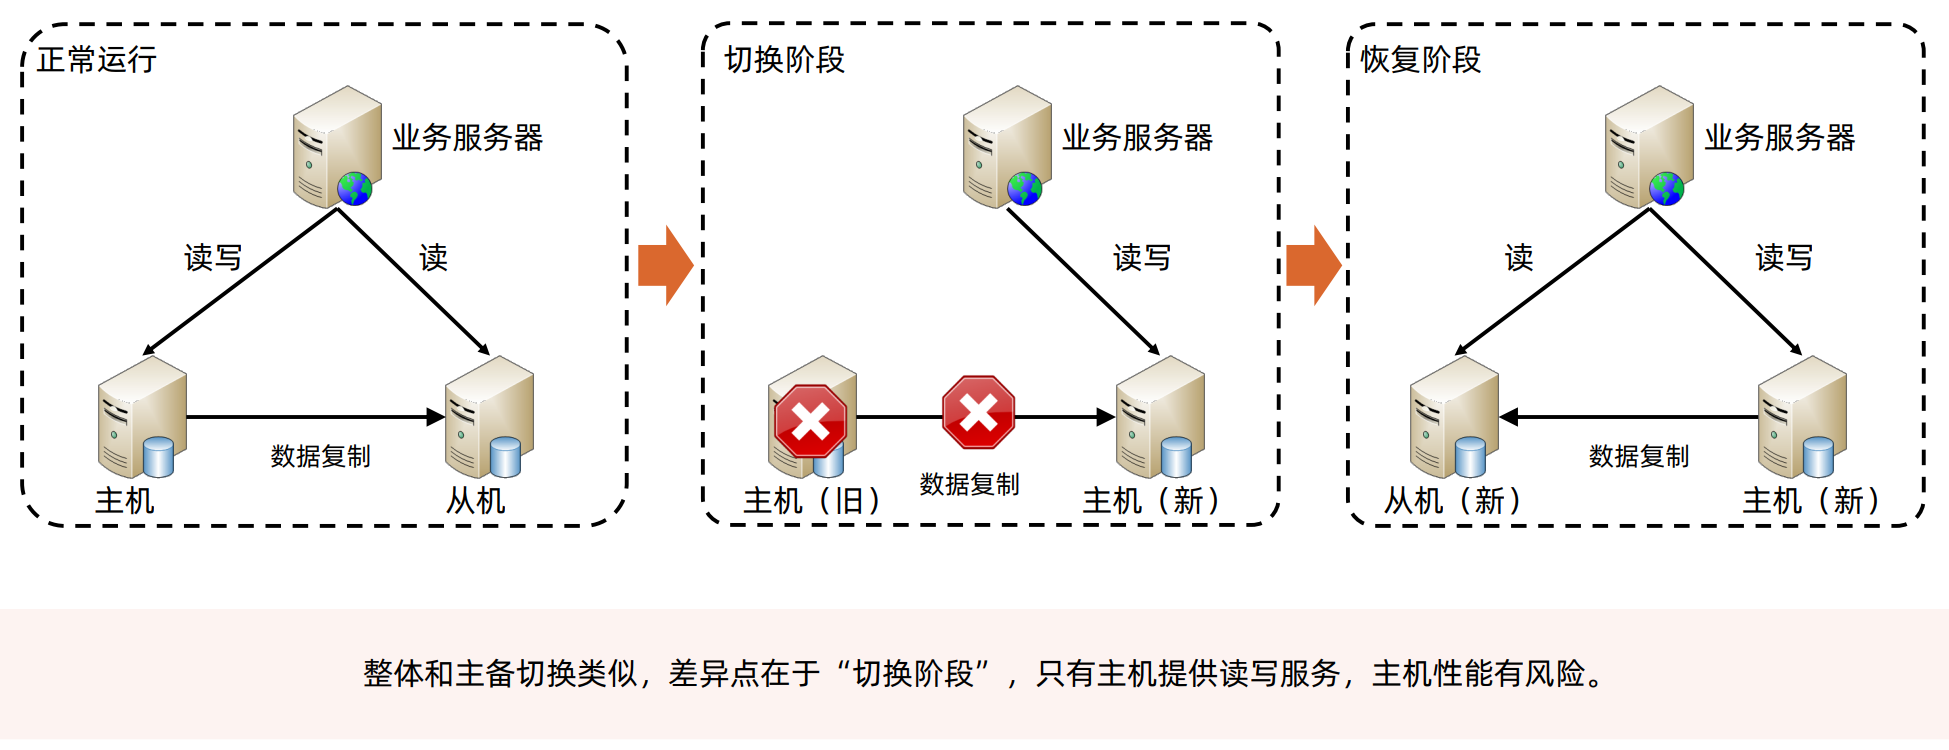 正常运行
业务服务器
读写
读
数据复制
主机
从机
切换阶段
业务服务器
读写
数据复制
主机（旧）
主机（新）
恢复阶段
业务服务器
读
读写
数据复制
从机（新）
主机（新）
整体和主备切换类似，差异点在于“切换阶段”，只有主机提供读写服务，主机性能有风险。